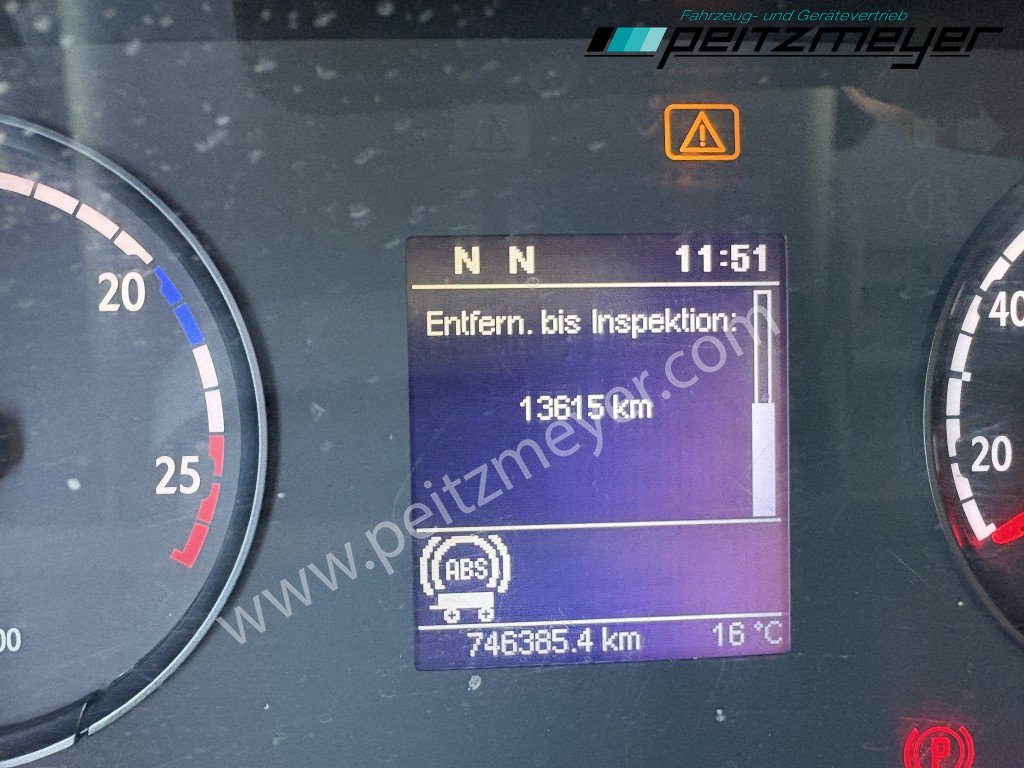 Fahrzeug- und Gerätevertrieb
peitzmeyer
N N 11:51
Entfern. bis Inspektion:
13615 km
ABS
746385.4 km 16 °C
20
25
00
40
20
P
www.peitzmeyer.com